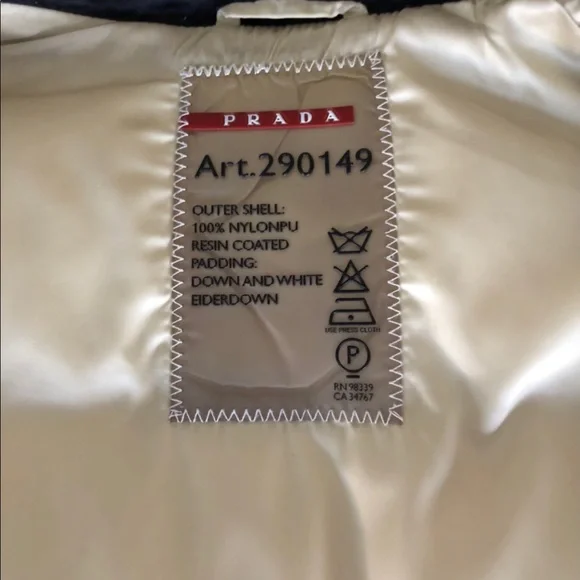 PRADA
Art.290149
OUTER SHELL:
100% NYLONPU
RESIN COATED
PADDING:
DOWN AND WHITE
EIDERDOWN
USE PRESS CLOTH
P
RN 98339
CA 34767